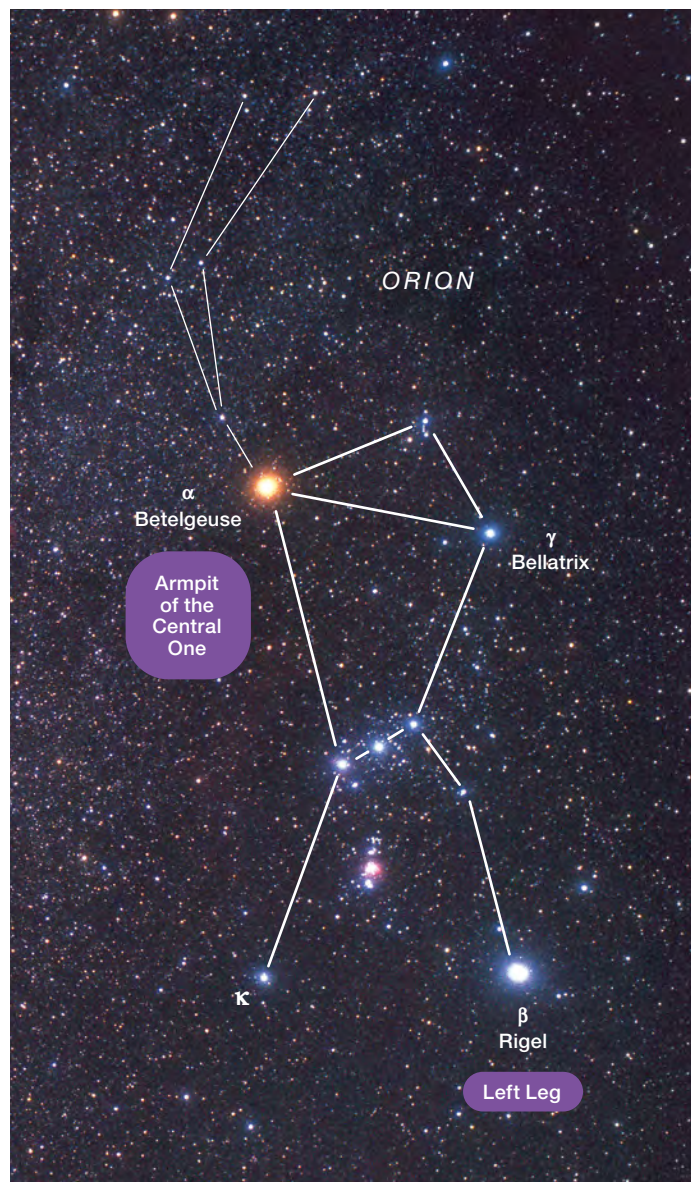 ORION
α
Betelgeuse
γ
Bellatrix
Armpit
of the
Central
One
κ
β
Rigel
Left Leg